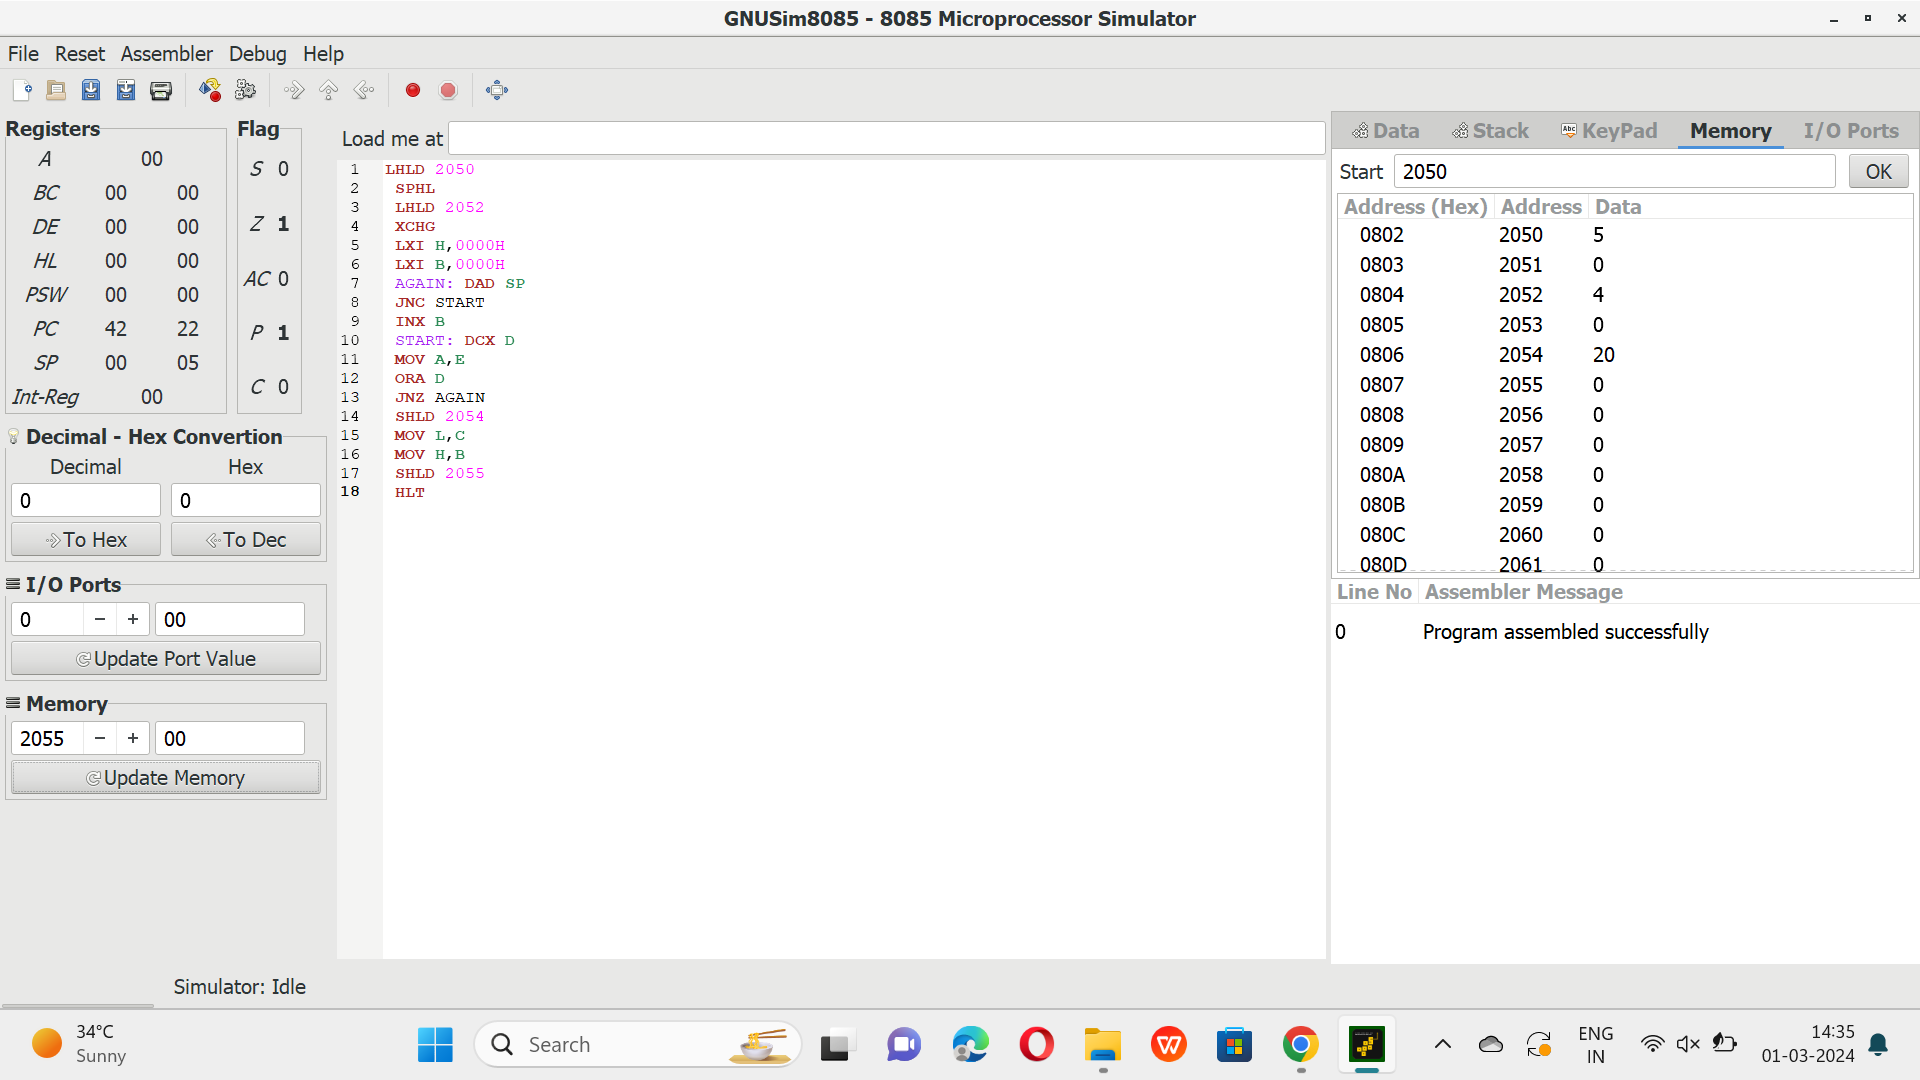 GNUSim8085 - 8085 Microprocessor Simulator
File Reset Assembler Debug Help
Registers
A 00
BC 00 00
DE 00 00
HL 00 00
PSW 00 00
PC 42 22
SP 00 05
Int-Reg 00
Flag
S 0
Z 1
AC 0
P 1
C 0
Decimal - Hex Convertion
Decimal Hex
0 0
To Hex To Dec
I/O Ports
0 − + 00
Update Port Value
Memory
2055 − + 00
Update Memory
Simulator: Idle
Load me at
1 LHLD 2050
2 SPHL
3 LHLD 2052
4 XCHG
5 LXI H,0000H
6 LXI B,0000H
7 AGAIN: DAD SP
8 JNC START
9 INX B
10 START: DCX D
11 MOV A,E
12 ORA D
13 JNZ AGAIN
14 SHLD 2054
15 MOV L,C
16 MOV H,B
17 SHLD 2055
18 HLT
Data Stack Abc KeyPad Memory I/O Ports
Start 2050 OK
Address (Hex) Address Data
0802 2050 5
0803 2051 0
0804 2052 4
0805 2053 0
0806 2054 20
0807 2055 0
0808 2056 0
0809 2057 0
080A 2058 0
080B 2059 0
080C 2060 0
080D 2061 0
Line No Assembler Message
0 Program assembled successfully
34°C
Sunny
Search
ENG
IN
14:35
01-03-2024